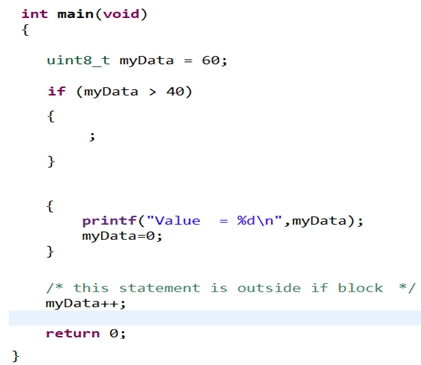 int main(void)
{
uint8_t myData = 60;
if (myData > 40)
{
;
}
{
printf("Value  = %d\n",myData);
myData=0;
}
/* this statement is outside if block  */
myData++;
return 0;
}